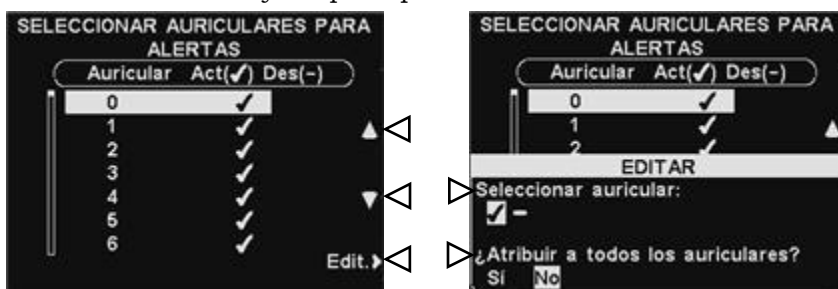 SELECCIONAR AURICULARES PARA
ALERTAS
Auricular Act(✓) Des(-)
0 ✓
1 ✓
2 ✓
3 ✓
4 ✓
5 ✓
6 ✓
Edit.
SELECCIONAR AURICULARES PARA
ALERTAS
Auricular Act(✓) Des(-)
0 ✓
1 ✓
2 ✓
EDITAR
Seleccionar auricular:
✓ -
¿Atribuir a todos los auriculares?
Sí No